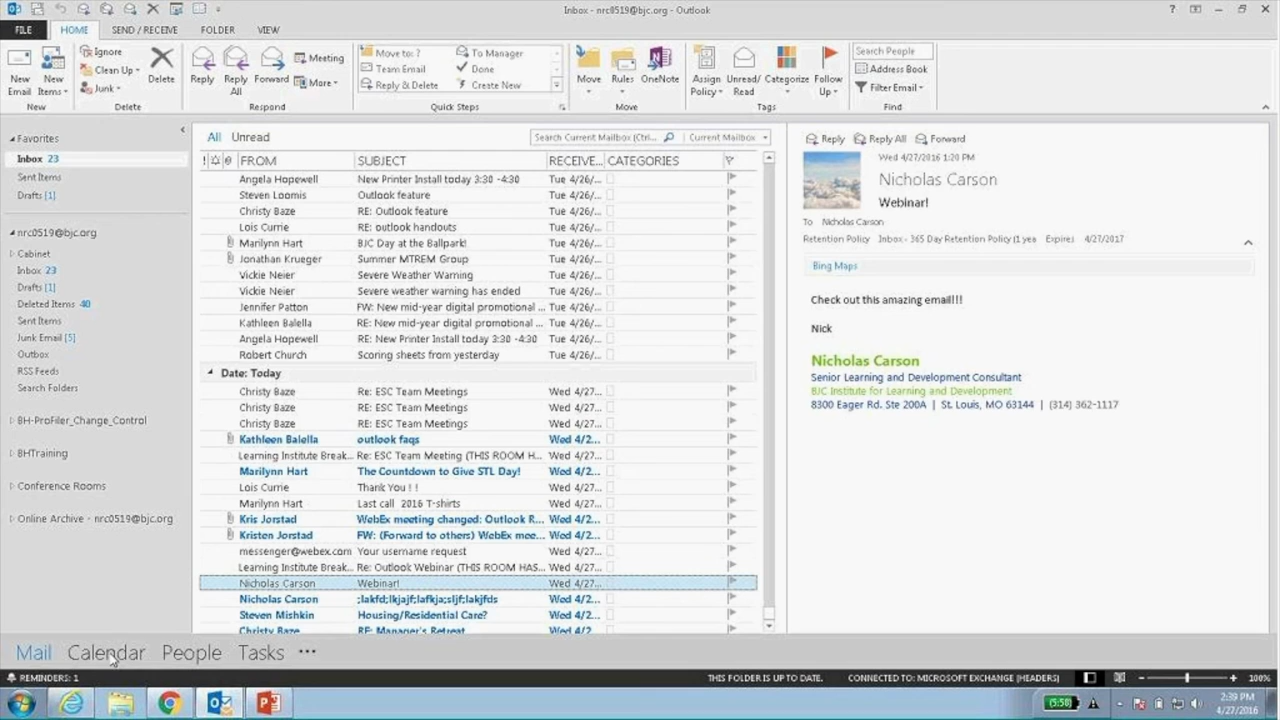 Inbox - nrc0519@bjc.org - Outlook
FILE HOME SEND / RECEIVE FOLDER VIEW
Ignore
Clean Up
Junk
New Email
New Items
Delete
Reply
Reply All
Forward
Meeting
More
Move to: ?
Team Email
Reply & Delete
To Manager
Done
Create New
Move
Rules
OneNote
Assign Policy
Unread/ Read
Categorize
Follow Up
Search People
Address Book
Filter Email
New Delete Respond Quick Steps Move Tags Find
Favorites
Inbox 23
Sent Items
Drafts [1]
nrc0519@bjc.org
Cabinet
Inbox 23
Drafts [1]
Deleted Items 40
Sent Items
Junk Email [5]
Outbox
RSS Feeds
Search Folders
BH-ProFiler_Change_Control
BHTraining
Conference Rooms
Online Archive - nrc0519@bjc.org
All Unread
Search Current Mailbox (Ctrl... Current Mailbox
! FROM SUBJECT RECEIVE... CATEGORIES
Angela Hopewell New Printer Install today 3:30 -4:30 Tue 4/26/...
Steven Loomis Outlook feature Tue 4/26/...
Christy Baze RE: Outlook feature Tue 4/26/...
Lois Currie RE: outlook handouts Tue 4/26/...
Marilynn Hart BJC Day at the Ballpark! Tue 4/26/...
Jonathan Krueger Summer MTREM Group Tue 4/26/...
Vickie Neier Severe Weather Warning Tue 4/26/...
Vickie Neier Severe weather warning has ended Tue 4/26/...
Jennifer Patton FW: New mid-year digital promotional ... Tue 4/26/...
Kathleen Balella RE: New mid-year digital promotional ... Tue 4/26/...
Angela Hopewell RE: New Printer Install today 3:30 -4:30 Tue 4/26/...
Robert Church Scoring sheets from yesterday Tue 4/26/...
Date: Today
Christy Baze Re: ESC Team Meetings Wed 4/27...
Christy Baze Re: ESC Team Meetings Wed 4/27...
Christy Baze Re: ESC Team Meetings Wed 4/27...
Kathleen Balella outlook faqs Wed 4/2...
Learning Institute Break... Re: ESC Team Meeting (THIS ROOM H... Wed 4/27...
Marilynn Hart The Countdown to Give STL Day! Wed 4/2...
Lois Currie Thank You ! ! Wed 4/27...
Marilynn Hart Last call 2016 T-shirts Wed 4/27...
Kris Jorstad WebEx meeting changed: Outlook R... Wed 4/2...
Kristen Jorstad FW: (Forward to others) WebEx mee... Wed 4/2...
messenger@webex.com Your username request Wed 4/27...
Learning Institute Break... Re: Outlook Webinar (THIS ROOM HAS... Wed 4/27...
Nicholas Carson Webinar! Wed 4/27...
Nicholas Carson ;lakfd;lkjajf;lafkja;sljf;lakjfds Wed 4/2...
Steven Mishkin Housing/Residential Care? Wed 4/2...
Christy Baze RE: Manager's Retreat Wed 4/2
Reply Reply All Forward
Wed 4/27/2016 1:20 PM
Nicholas Carson
Webinar!
To Nicholas Carson
Retention Policy Inbox - 365 Day Retention Policy (1 yea Expires 4/27/2017
Bing Maps
Check out this amazing email!!!
Nick
Nicholas Carson
Senior Learning and Development Consultant
BJC Institute for Learning and Development
8300 Eager Rd. Ste 200A | St. Louis, MO 63144 | (314) 362-1117
Mail Calendar People Tasks ...
REMINDERS: 1 THIS FOLDER IS UP TO DATE. CONNECTED TO: MICROSOFT EXCHANGE (HEADERS) 100%
(5:58)
2:39 PM
4/27/2016